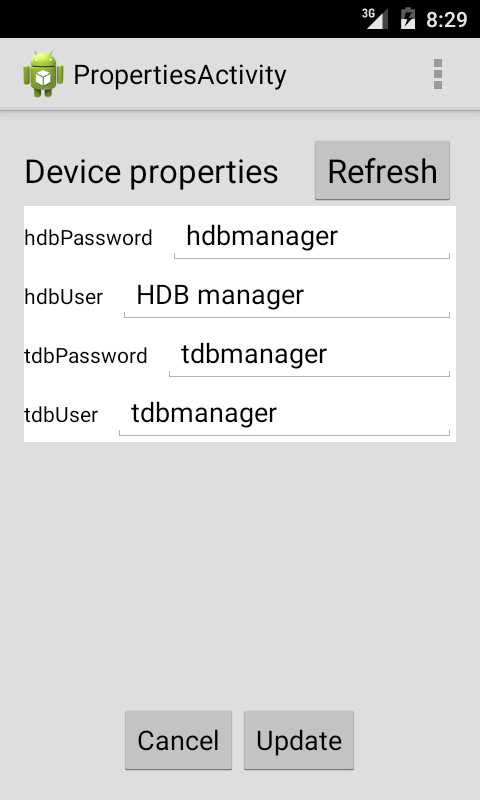 3G 8:29
PropertiesActivity
Device properties Refresh
hdbPassword hdbmanager
hdbUser HDB manager
tdbPassword tdbmanager
tdbUser tdbmanager
Cancel Update